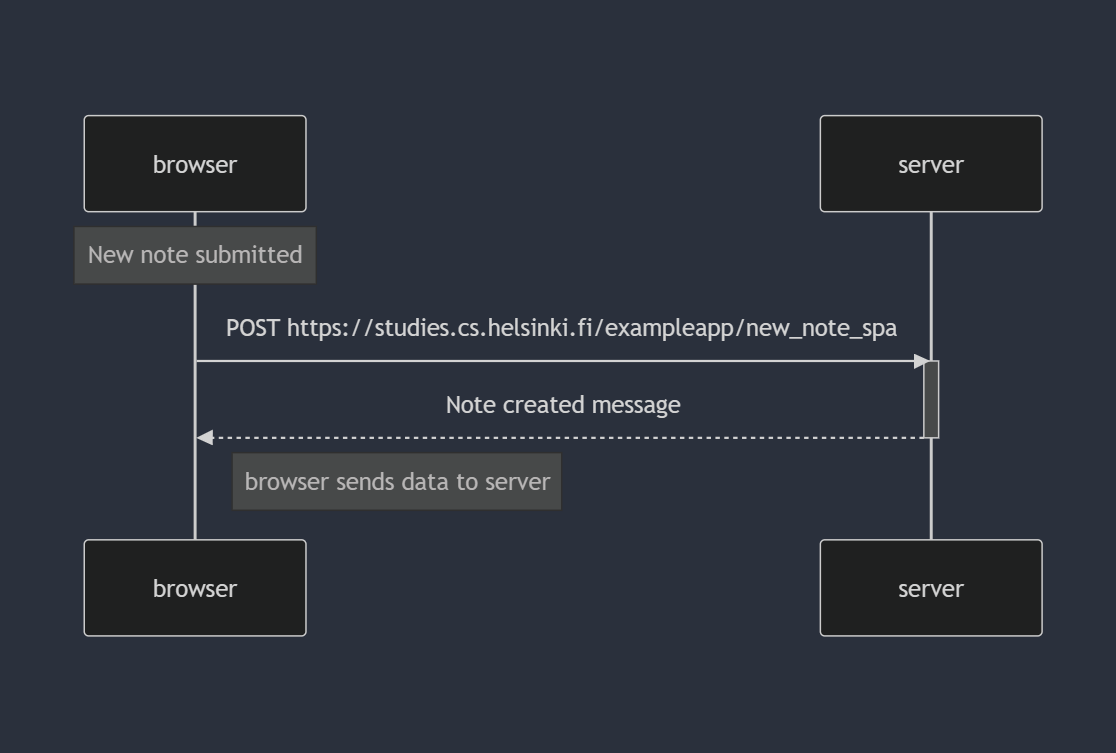 browser
server
New note submitted
POST https://studies.cs.helsinki.fi/exampleapp/new_note_spa
Note created message
browser sends data to server
browser
server